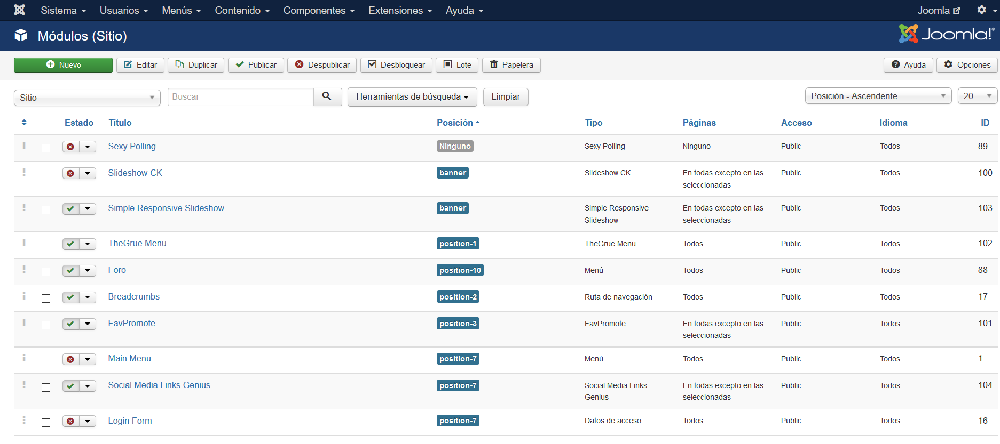 Sistema Usuarios Menús Contenido Componentes Extensiones Ayuda Joomla
Módulos (Sitio) Joomla!®
Nuevo Editar Duplicar Publicar Despublicar Desbloquear Lote Papelera Ayuda Opciones
Sitio Buscar Herramientas de búsqueda Limpiar Posición - Ascendente 20
Estado Título Posición Tipo Páginas Acceso Idioma ID
Sexy Polling Ninguno Sexy Polling Ninguno Public Todos 89
Slideshow CK banner Slideshow CK En todas excepto en las Public Todos 100
seleccionadas
Simple Responsive Slideshow banner Simple Responsive En todas excepto en las Public Todos 103
Slideshow seleccionadas
TheGrue Menu position-1 TheGrue Menu Todos Public Todos 102
Foro position-10 Menú Todos Public Todos 88
Breadcrumbs position-2 Ruta de navegación Todos Public Todos 17
FavPromote position-3 FavPromote En todas excepto en las Public Todos 101
seleccionadas
Main Menu position-7 Menú Todos Public Todos 1
Social Media Links Genius position-7 Social Media Links En todas excepto en las Public Todos 104
Genius seleccionadas
Login Form position-7 Datos de acceso Todos Public Todos 16